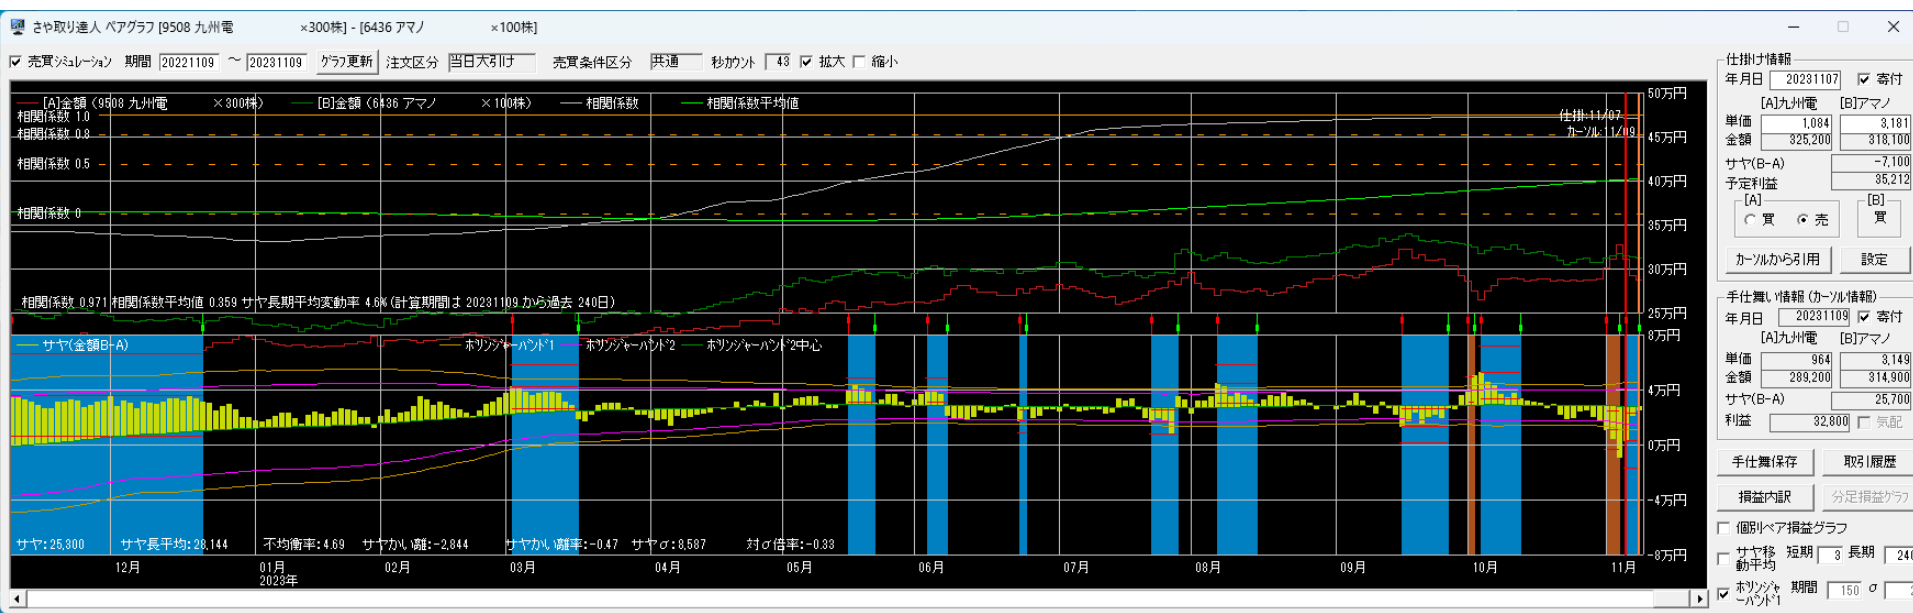 さや取り達人 ペアグラフ [9508 九州電 ×300株] - [6436 アマノ ×100株]
売買シミュレーション 期間 20221109 ～ 20231109 グラフ更新 注文区分 当日大引け 売買条件区分 共通 秒カウント 43 拡大 縮小
[A]金額 (9508 九州電 ×300株) [B]金額 (6436 アマノ ×100株) 相関係数 相関係数平均値
相関係数 1.0
相関係数 0.8
相関係数 0.5
相関係数 0
仕掛:11/07
カーソル:11/09
50万円
45万円
40万円
35万円
30万円
25万円
相関係数 0.971 相関係数平均値 0.359 サヤ長期平均変動率 4.6% (計算期間は 20231109 から過去 240日)
サヤ(金額B-A) ボリンジャーバンド1 ボリンジャーバンド2 ボリンジャーバンド2中心
8万円
4万円
0万円
-4万円
-8万円
サヤ:25,300 サヤ長平均:28,144 不均衡率:4.69 サヤかい離:-2,844 サヤかい離率:-0.47 サヤσ:8,587 対σ倍率:-0.33
12月 01月 02月 03月 04月 05月 06月 07月 08月 09月 10月 11月
2023年
仕掛け情報
年月日 20231107 寄付
[A]九州電 [B]アマノ
単価 1,084 3,181
金額 325,200 318,100
サヤ(B-A) -7,100
予定利益 35,212
[A] [B]
買 売 買
カーソルから引用 設定
手仕舞い情報 (カーソル情報)
年月日 20231109 寄付
[A]九州電 [B]アマノ
単価 964 3,149
金額 289,200 314,900
サヤ(B-A) 25,700
利益 32,800 気配
手仕舞保存 取引履歴
損益内訳 分足損益グラフ
個別ペア損益グラフ
サヤ移動平均 短期 3 長期 240
ボリンジャーバンド1 期間 150 σ 2